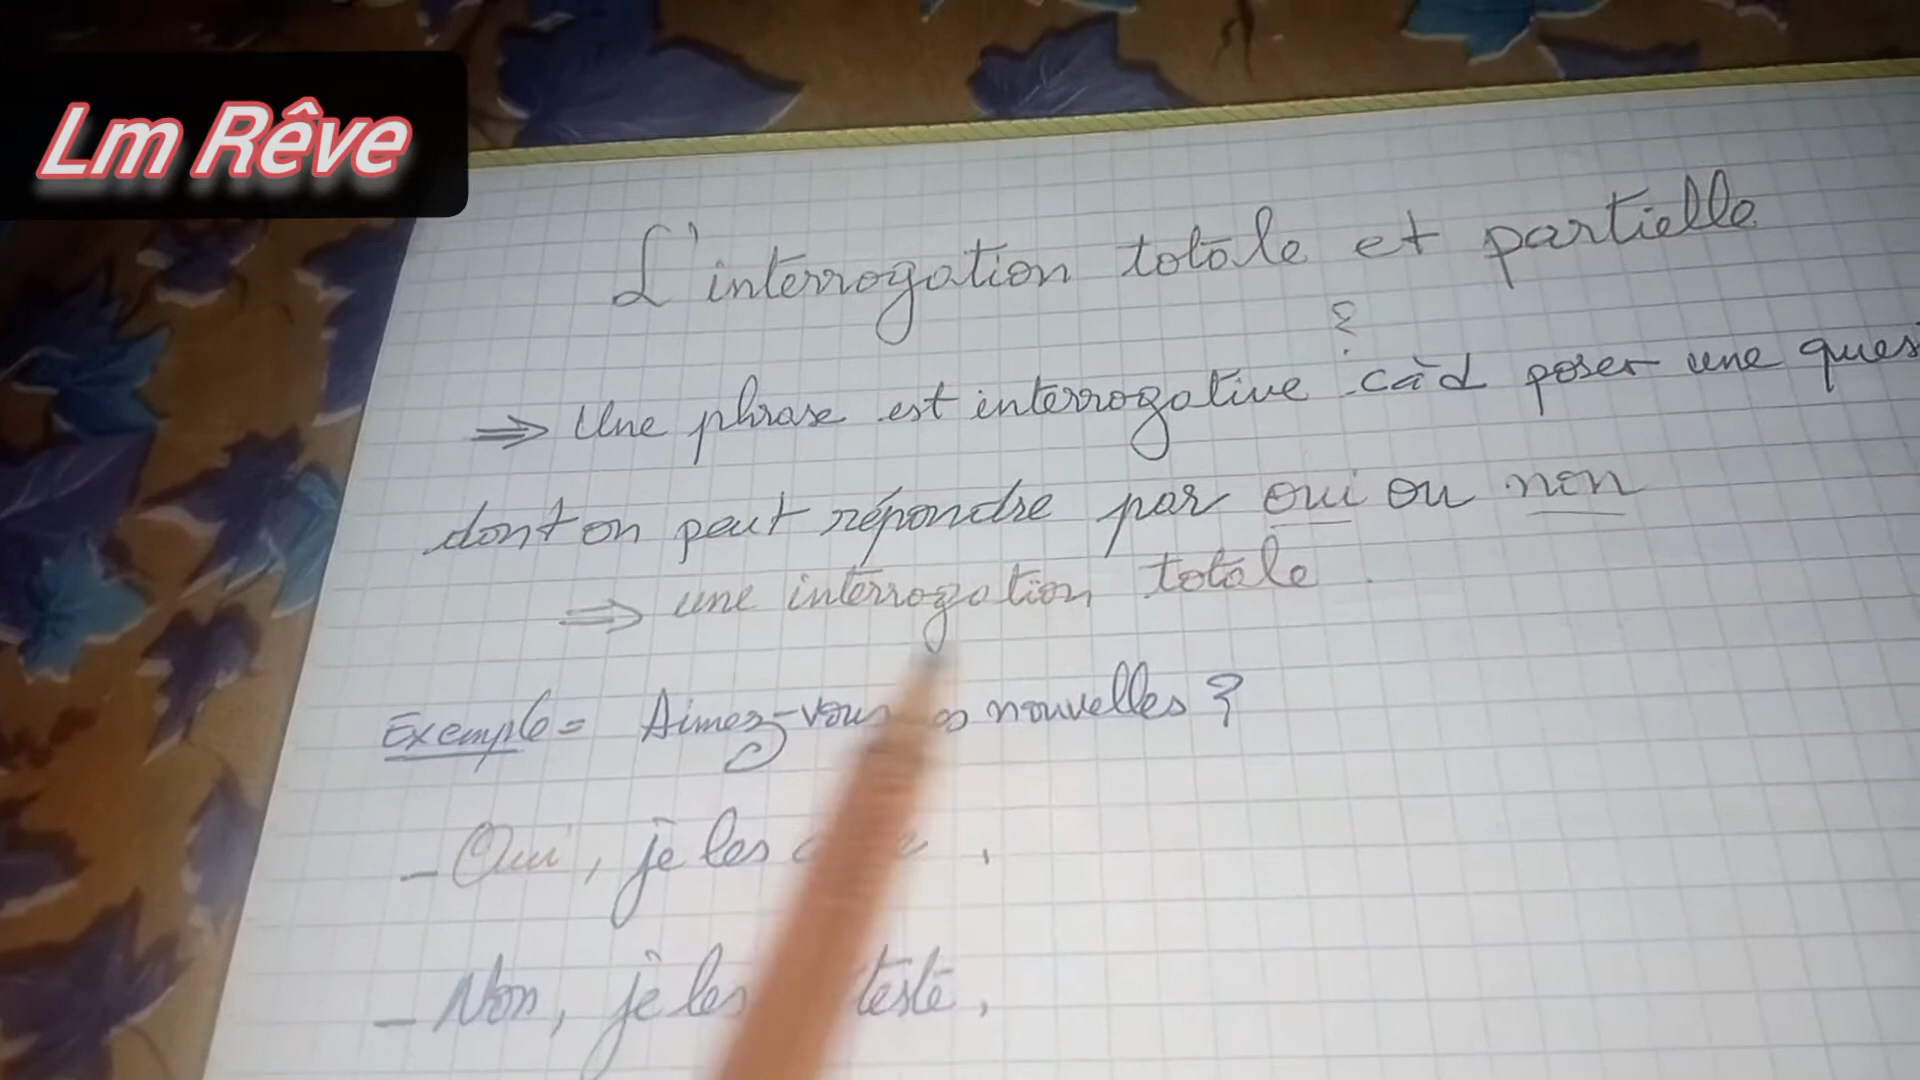 Lm Rêve
L'interrogation totale et partielle
?
⇒ Une phrase est interrogative càd poser une ques
dont on peut répondre par oui ou non
⇒ une interrogation totale.
Exemple = Aimez-vous nouvelles ?
- Oui, je les .
- Non, je les